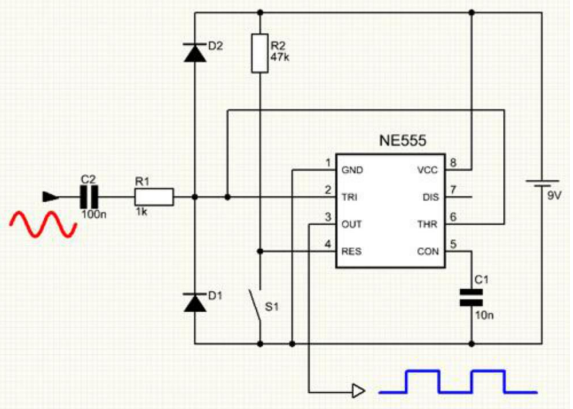 D2
R2
47k
NE555
1 GND VCC 8
C2
100n
R1
1k
2 TRI DIS 7
3 OUT THR 6
9V
4 RES CON 5
D1
S1
C1
10n